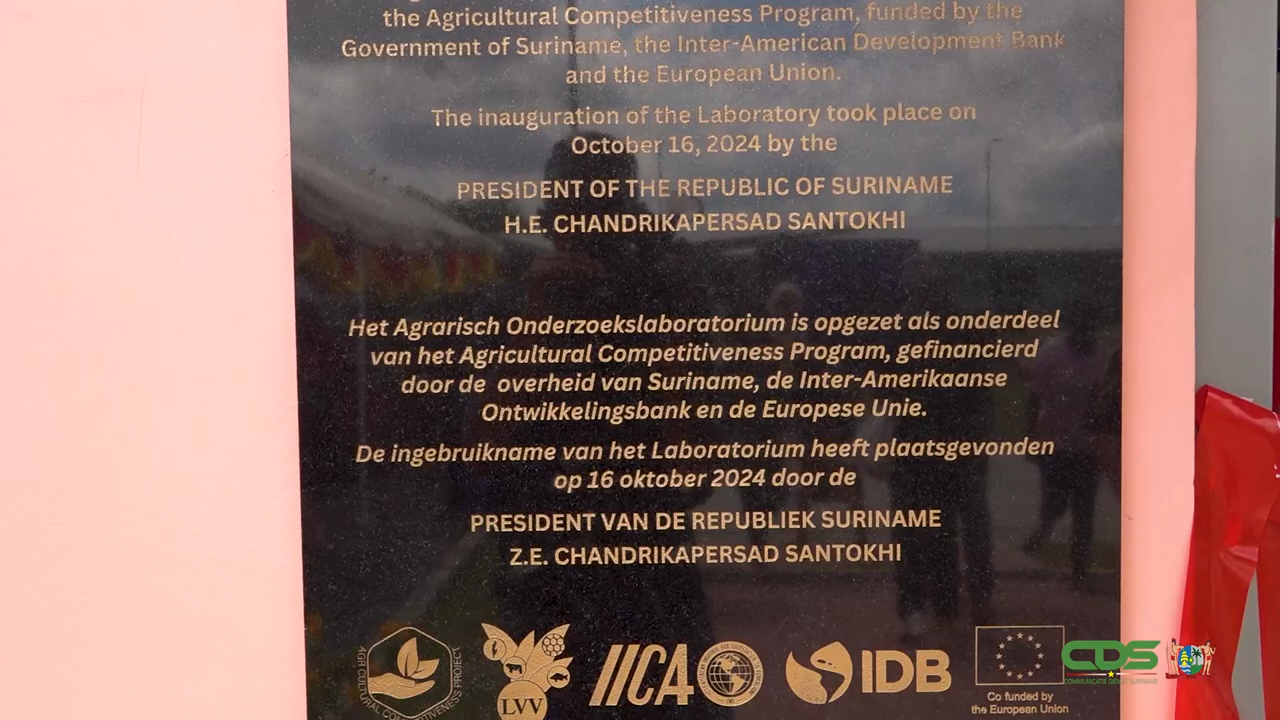 the Agricultural Competitiveness Program, funded by the
Government of Suriname, the Inter-American Development Bank
and the European Union.
The inauguration of the Laboratory took place on
October 16, 2024 by the
PRESIDENT OF THE REPUBLIC OF SURINAME
H.E. CHANDRIKAPERSAD SANTOKHI
Het Agrarisch Onderzoekslaboratorium is opgezet als onderdeel
van het Agricultural Competitiveness Program, gefinancierd
door de overheid van Suriname, de Inter-Amerikaanse
Ontwikkelingsbank en de Europese Unie.
De ingebruikname van het Laboratorium heeft plaatsgevonden
op 16 oktober 2024 door de
PRESIDENT VAN DE REPUBLIEK SURINAME
Z.E. CHANDRIKAPERSAD SANTOKHI
LVV
IICA
IDB
Co funded by
the European Union
CDS
COMMUNICATIE DIENST SURINAME